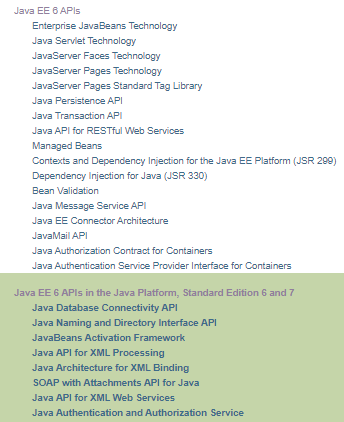 Java EE 6 APIs
Enterprise JavaBeans Technology
Java Servlet Technology
JavaServer Faces Technology
JavaServer Pages Technology
JavaServer Pages Standard Tag Library
Java Persistence API
Java Transaction API
Java API for RESTful Web Services
Managed Beans
Contexts and Dependency Injection for the Java EE Platform (JSR 299)
Dependency Injection for Java (JSR 330)
Bean Validation
Java Message Service API
Java EE Connector Architecture
JavaMail API
Java Authorization Contract for Containers
Java Authentication Service Provider Interface for Containers
Java EE 6 APIs in the Java Platform, Standard Edition 6 and 7
Java Database Connectivity API
Java Naming and Directory Interface API
JavaBeans Activation Framework
Java API for XML Processing
Java Architecture for XML Binding
SOAP with Attachments API for Java
Java API for XML Web Services
Java Authentication and Authorization Service